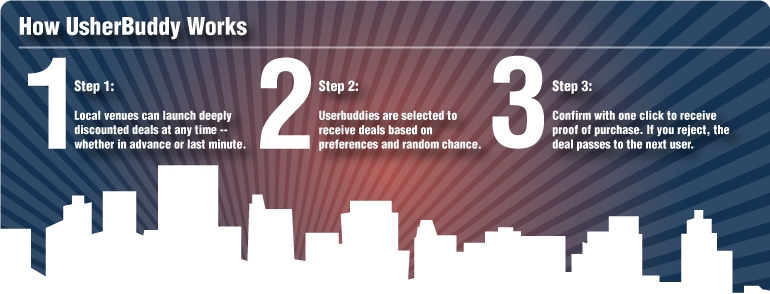 How UsherBuddy Works
1
Step 1:
Local venues can launch deeply
discounted deals at any time --
whether in advance or last minute.
2
Step 2:
Userbuddies are selected to
receive deals based on
preferences and random chance.
3
Step 3:
Confirm with one click to receive
proof of purchase. If you reject, the
deal passes to the next user.